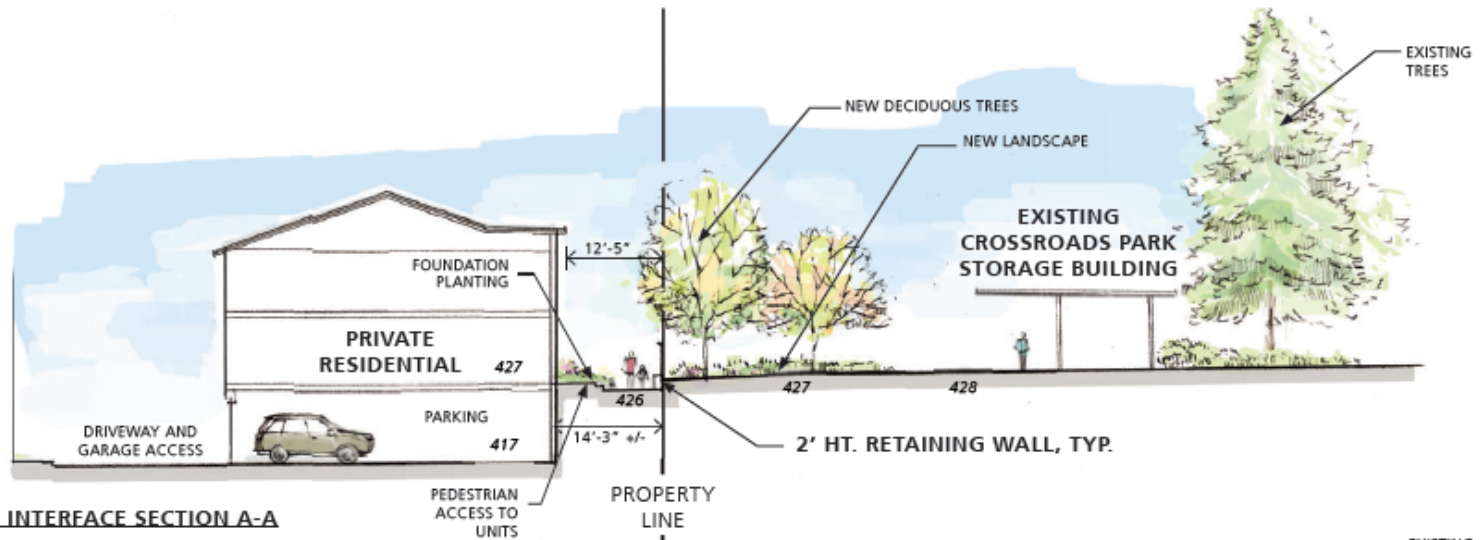 EXISTING
TREES
NEW DECIDUOUS TREES
NEW LANDSCAPE
EXISTING
CROSSROADS PARK
STORAGE BUILDING
12'-5"
FOUNDATION
PLANTING
PRIVATE
RESIDENTIAL
427
426
427
428
PARKING
417
DRIVEWAY AND
GARAGE ACCESS
14'-3" +/-
2' HT. RETAINING WALL, TYP.
PEDESTRIAN
ACCESS TO
UNITS
PROPERTY
LINE
INTERFACE SECTION A-A